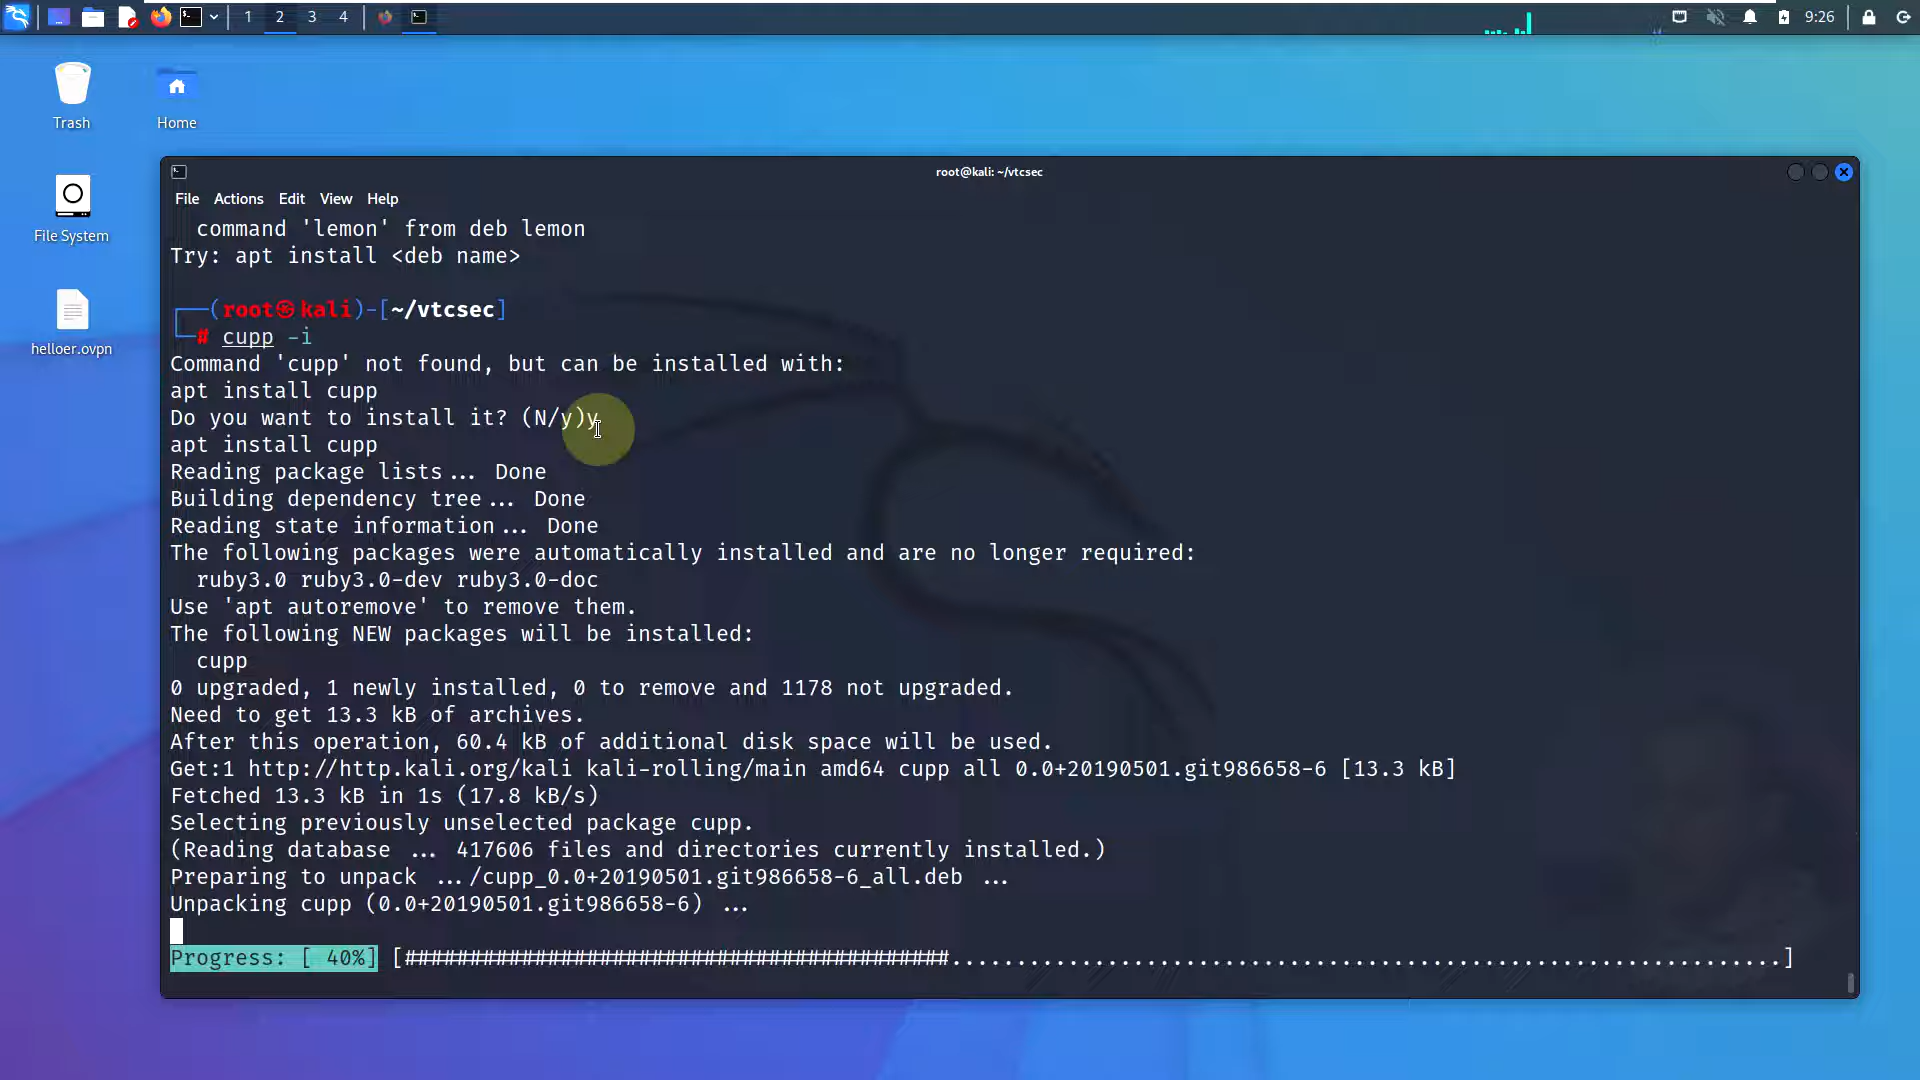 1 2 3 4
9:26
Trash
Home
File System
helloer.ovpn
root@kali: ~/vtcsec
File Actions Edit View Help
command 'lemon' from deb lemon
Try: apt install <deb name>
┌──(root㉿kali)-[~/vtcsec]
└─# cupp -i
Command 'cupp' not found, but can be installed with:
apt install cupp
Do you want to install it? (N/y)y
apt install cupp
Reading package lists... Done
Building dependency tree... Done
Reading state information... Done
The following packages were automatically installed and are no longer required:
ruby3.0 ruby3.0-dev ruby3.0-doc
Use 'apt autoremove' to remove them.
The following NEW packages will be installed:
cupp
0 upgraded, 1 newly installed, 0 to remove and 1178 not upgraded.
Need to get 13.3 kB of archives.
After this operation, 60.4 kB of additional disk space will be used.
Get:1 http://http.kali.org/kali kali-rolling/main amd64 cupp all 0.0+20190501.git986658-6 [13.3 kB]
Fetched 13.3 kB in 1s (17.8 kB/s)
Selecting previously unselected package cupp.
(Reading database ... 417606 files and directories currently installed.)
Preparing to unpack .../cupp_0.0+20190501.git986658-6_all.deb ...
Unpacking cupp (0.0+20190501.git986658-6) ...
Progress: [ 40%] [##########################################................................................................]